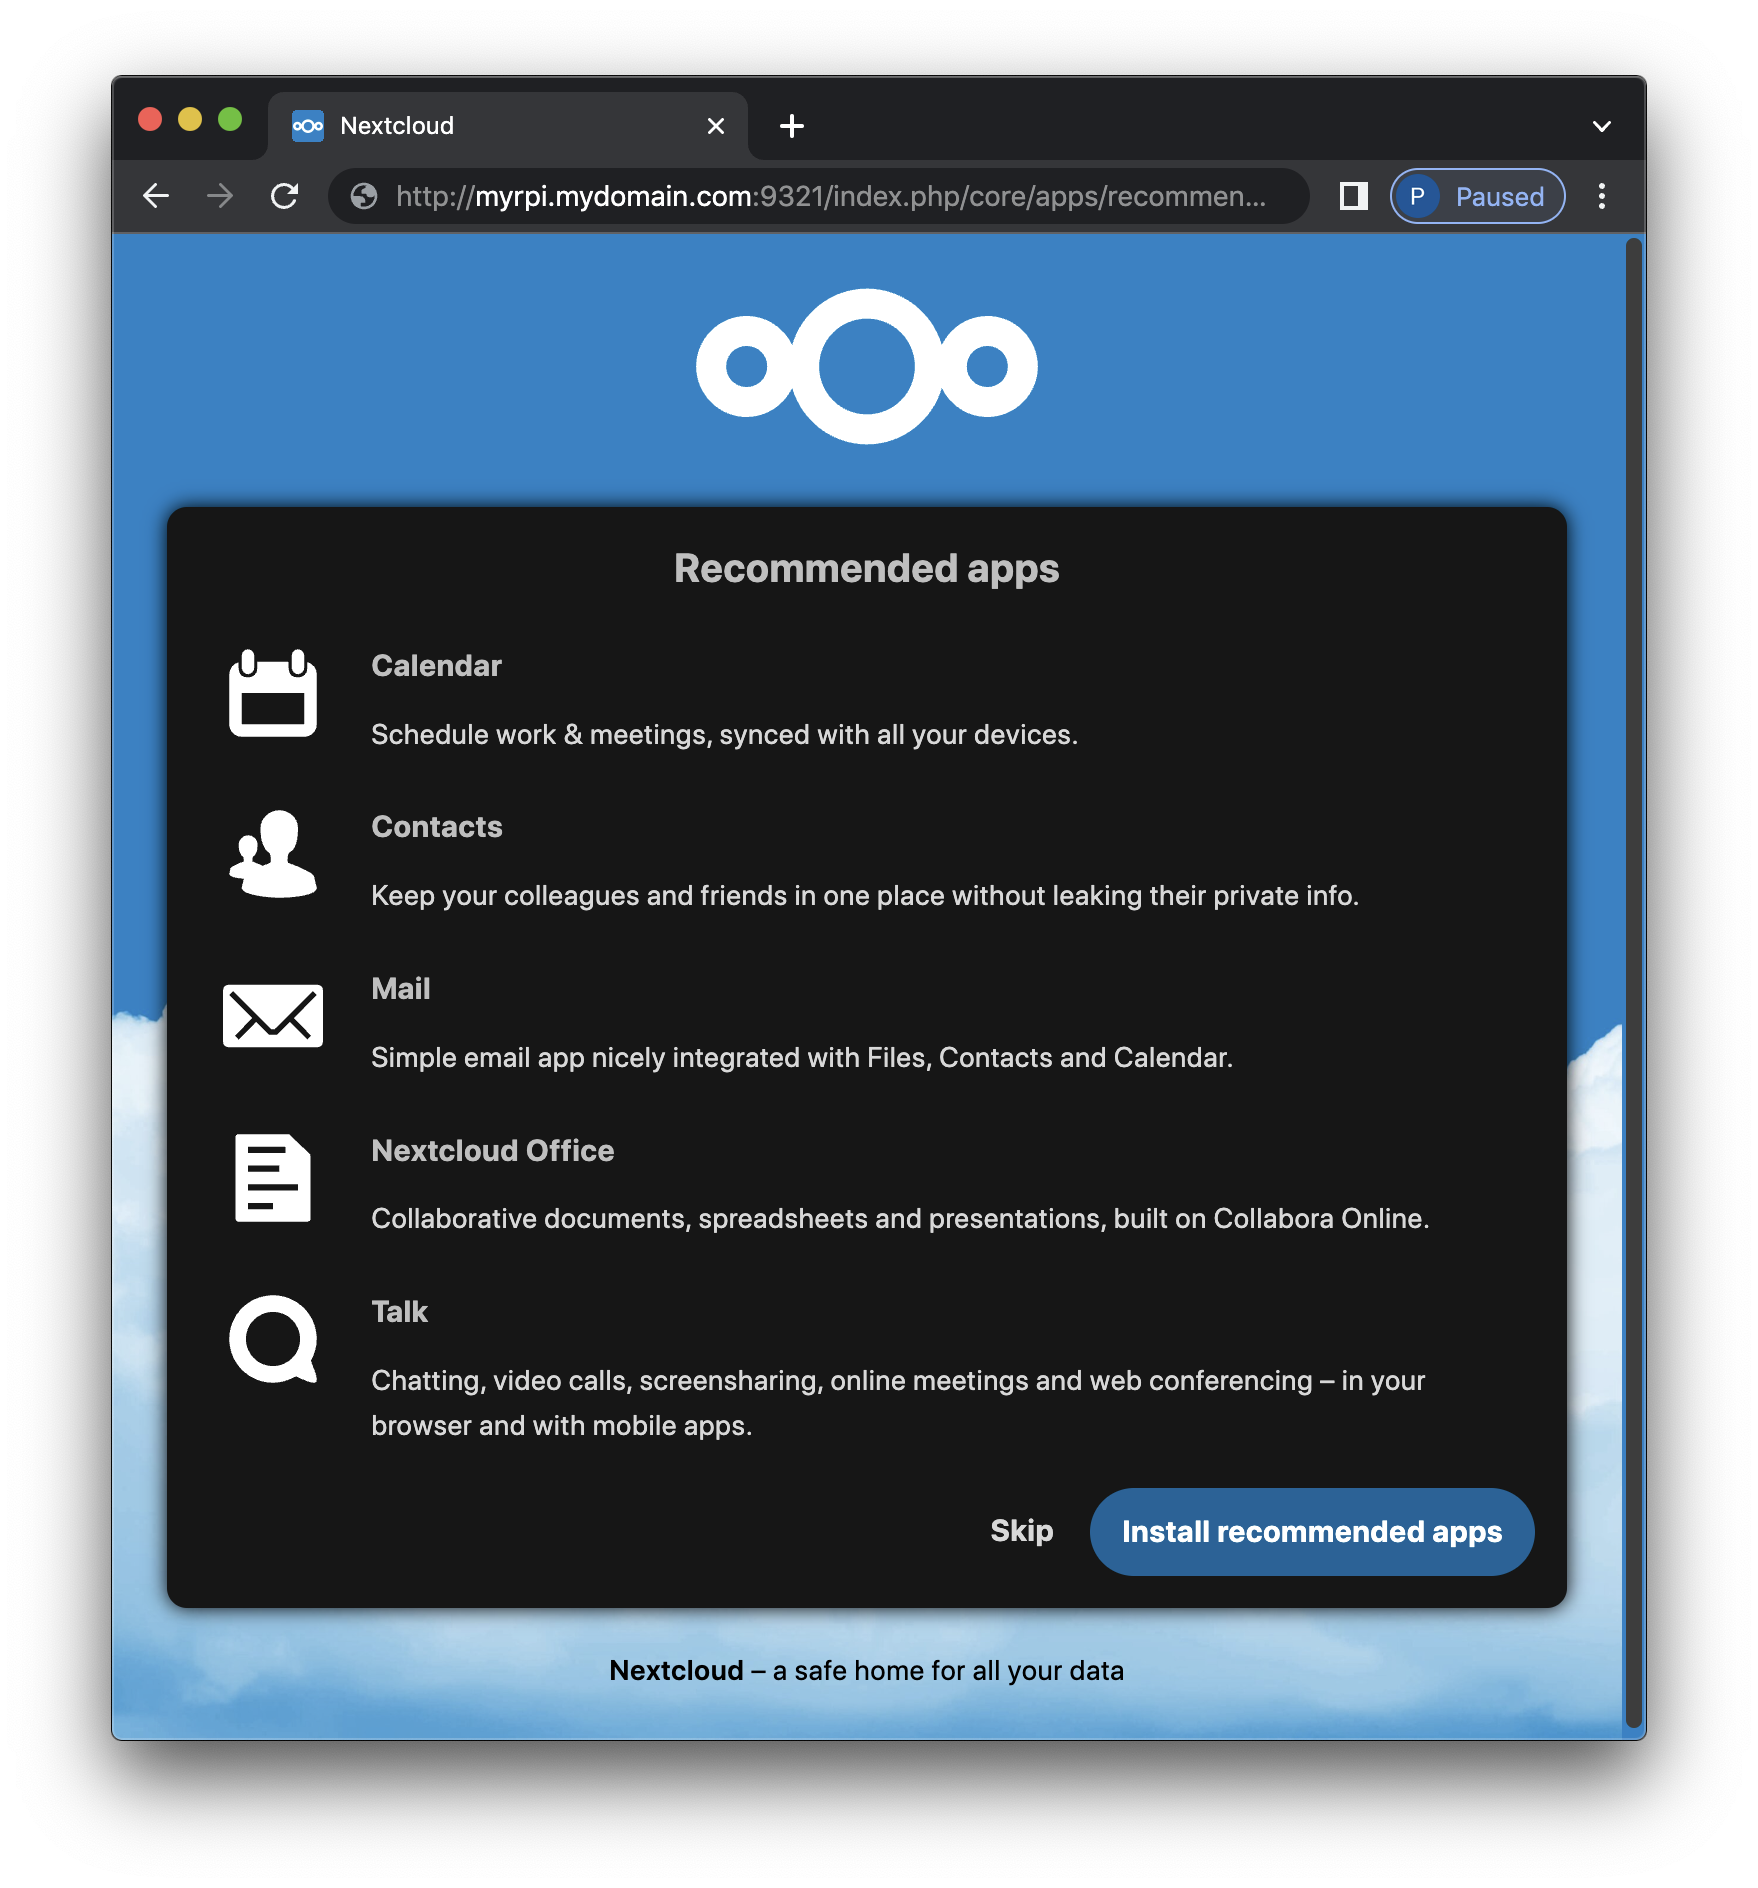 Nextcloud
http://myrpi.mydomain.com:9321/index.php/core/apps/recommen...
P
Paused
Recommended apps
Calendar
Schedule work & meetings, synced with all your devices.
Contacts
Keep your colleagues and friends in one place without leaking their private info.
Mail
Simple email app nicely integrated with Files, Contacts and Calendar.
Nextcloud Office
Collaborative documents, spreadsheets and presentations, built on Collabora Online.
Talk
Chatting, video calls, screensharing, online meetings and web conferencing – in your
browser and with mobile apps.
Skip
Install recommended apps
Nextcloud – a safe home for all your data